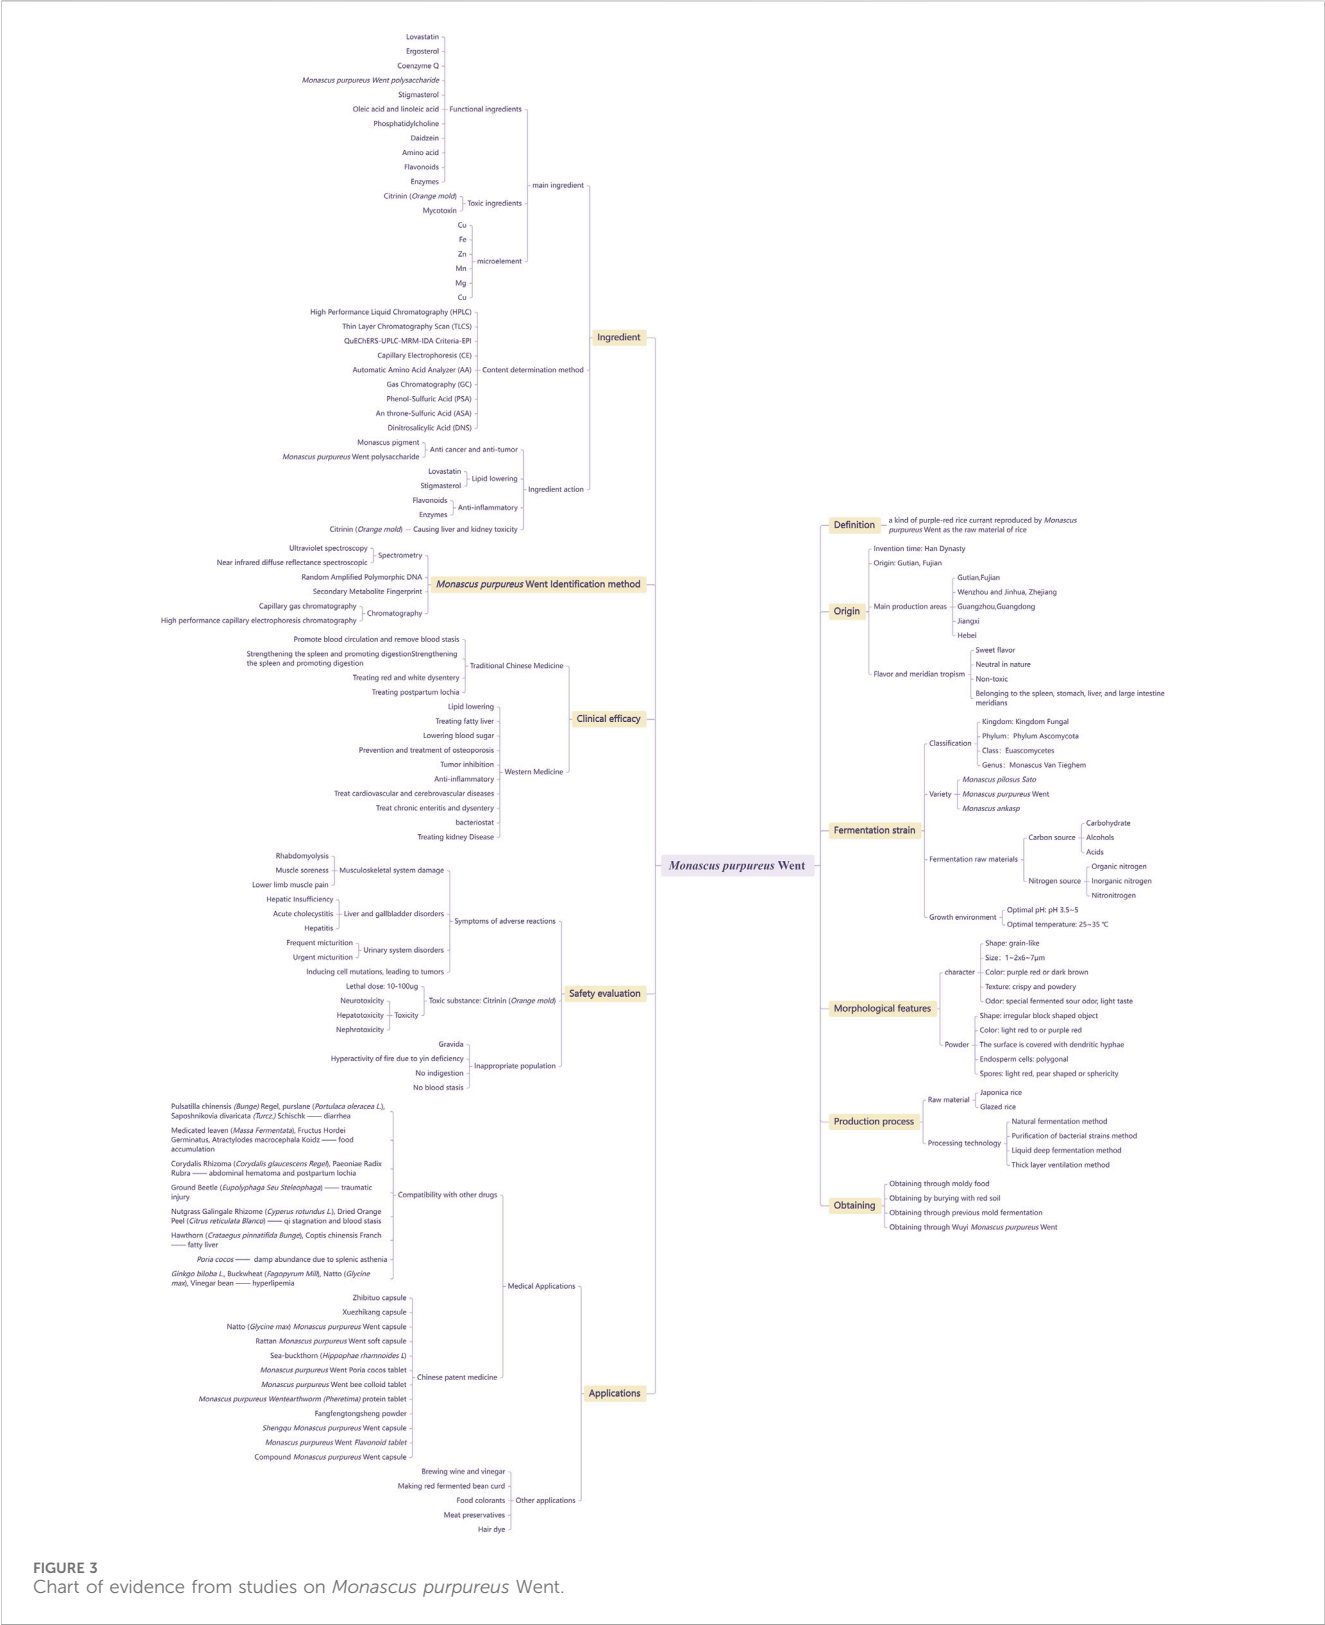 Lovastatin
Ergosterol
Coenzyme Q
Monascus purpureus Went polysaccharide
Stigmasterol
Oleic acid and linoleic acid
Functional ingredients
Phosphatidylcholine
Daidzein
Amino acid
Flavonoids
Enzymes
main ingredient
Citrinin (Orange mold)
Mycotoxin
Toxic ingredients
Cu
Fe
Zn
Mn
Mg
Cu
microelement
Ingredient
High Performance Liquid Chromatography (HPLC)
Thin Layer Chromatography Scan (TLCS)
QuEChERS-UPLC-MRM-IDA Criteria-EPI
Capillary Electrophoresis (CE)
Automatic Amino Acid Analyzer (AA)
Content determination method
Gas Chromatography (GC)
Phenol-Sulfuric Acid (PSA)
An throne-Sulfuric Acid (ASA)
Dinitrosalicylic Acid (DNS)
Monascus pigment
Monascus purpureus Went polysaccharide
Anti cancer and anti-tumor
Lovastatin
Stigmasterol
Lipid lowering
Ingredient action
Flavonoids
Enzymes
Anti-inflammatory
Citrinin (Orange mold)
Causing liver and kidney toxicity
Ultraviolet spectroscopy
Near infrared diffuse reflectance spectroscopic
Spectrometry
Random Amplified Polymorphic DNA
Secondary Metabolite Fingerprint
Monascus purpureus Went Identification method
Capillary gas chromatography
High performance capillary electrophoresis chromatography
Chromatography
Promote blood circulation and remove blood stasis
Strengthening the spleen and promoting digestionStrengthening
the spleen and promoting digestion
Treating red and white dysentery
Treating postpartum lochia
Traditional Chinese Medicine
Clinical efficacy
Lipid lowering
Treating fatty liver
Lowering blood sugar
Prevention and treatment of osteoporosis
Tumor inhibition
Western Medicine
Anti-inflammatory
Treat cardiovascular and cerebrovascular diseases
Treat chronic enteritis and dysentery
bacteriostat
Treating kidney Disease
Rhabdomyolysis
Muscle soreness
Lower limb muscle pain
Musculoskeletal system damage
Hepatic Insufficiency
Acute cholecystitis
Hepatitis
Liver and gallbladder disorders
Symptoms of adverse reactions
Frequent micturition
Urgent micturition
Urinary system disorders
Inducing cell mutations, leading to tumors
Safety evaluation
Lethal dose: 10-100ug
Toxic substance: Citrinin (Orange mold)
Neurotoxicity
Hepatotoxicity
Nephrotoxicity
Toxicity
Gravida
Hyperactivity of fire due to yin deficiency
No indigestion
No blood stasis
Inappropriate population
Pulsatilla chinensis (Bunge) Regel, purslane (Portulaca oleracea L.),
Saposhnikovia divaricata (Turcz.) Schischk —— diarrhea
Medicated leaven (Massa Fermentata), Fructus Hordei
Germinatus, Atractylodes macrocephala Koidz —— food
accumulation
Corydalis Rhizoma (Corydalis glaucescens Regel), Paeoniae Radix
Rubra —— abdominal hematoma and postpartum lochia
Ground Beetle (Eupolyphaga Seu Steleophaga) —— traumatic
injury
Compatibility with other drugs
Nutgrass Galingale Rhizome (Cyperus rotundus L.), Dried Orange
Peel (Citrus reticulata Blanco) —— qi stagnation and blood stasis
Hawthorn (Crataegus pinnatifida Bunge), Coptis chinensis Franch
—— fatty liver
Poria cocos —— damp abundance due to splenic asthenia
Ginkgo biloba L., Buckwheat (Fagopyrum Mill), Natto (Glycine
max), Vinegar bean —— hyperlipemia
Medical Applications
Zhibituo capsule
Xuezhikang capsule
Natto (Glycine max) Monascus purpureus Went capsule
Rattan Monascus purpureus Went soft capsule
Sea-buckthorn (Hippophae rhamnoides L)
Monascus purpureus Went Poria cocos tablet
Chinese patent medicine
Monascus purpureus Went bee colloid tablet
Monascus purpureus Wentearthworm (Pheretima) protein tablet
Fangfengtongsheng powder
Shengqu Monascus purpureus Went capsule
Monascus purpureus Went Flavonoid tablet
Compound Monascus purpureus Went capsule
Applications
Brewing wine and vinegar
Making red fermented bean curd
Food colorants
Meat preservatives
Hair dye
Other applications
Monascus purpureus Went
Definition
a kind of purple-red rice currant reproduced by Monascus
purpureus Went as the raw material of rice
Origin
Invention time: Han Dynasty
Origin: Gutian, Fujian
Main production areas
Gutian,Fujian
Wenzhou and Jinhua, Zhejiang
Guangzhou,Guangdong
Jiangxi
Hebei
Flavor and meridian tropism
Sweet flavor
Neutral in nature
Non-toxic
Belonging to the spleen, stomach, liver, and large intestine
meridians
Fermentation strain
Classification
Kingdom: Kingdom Fungal
Phylum: Phylum Ascomycota
Class: Euascomycetes
Genus: Monascus Van Tieghem
Variety
Monascus pilosus Sato
Monascus purpureus Went
Monascus ankasp
Fermentation raw materials
Carbon source
Carbohydrate
Alcohols
Acids
Nitrogen source
Organic nitrogen
Inorganic nitrogen
Nitronitrogen
Growth environment
Optimal pH: pH 3.5~5
Optimal temperature: 25~35 ℃
Morphological features
character
Shape: grain-like
Size: 1~2x6~7μm
Color: purple red or dark brown
Texture: crispy and powdery
Odor: special fermented sour odor, light taste
Powder
Shape: irregular block shaped object
Color: light red to or purple red
The surface is covered with dendritic hyphae
Endosperm cells: polygonal
Spores: light red, pear shaped or sphericity
Production process
Raw material
Japonica rice
Glazed rice
Processing technology
Natural fermentation method
Purification of bacterial strains method
Liquid deep fermentation method
Thick layer ventilation method
Obtaining
Obtaining through moldy food
Obtaining by burying with red soil
Obtaining through previous mold fermentation
Obtaining through Wuyi Monascus purpureus Went
FIGURE 3
Chart of evidence from studies on Monascus purpureus Went.